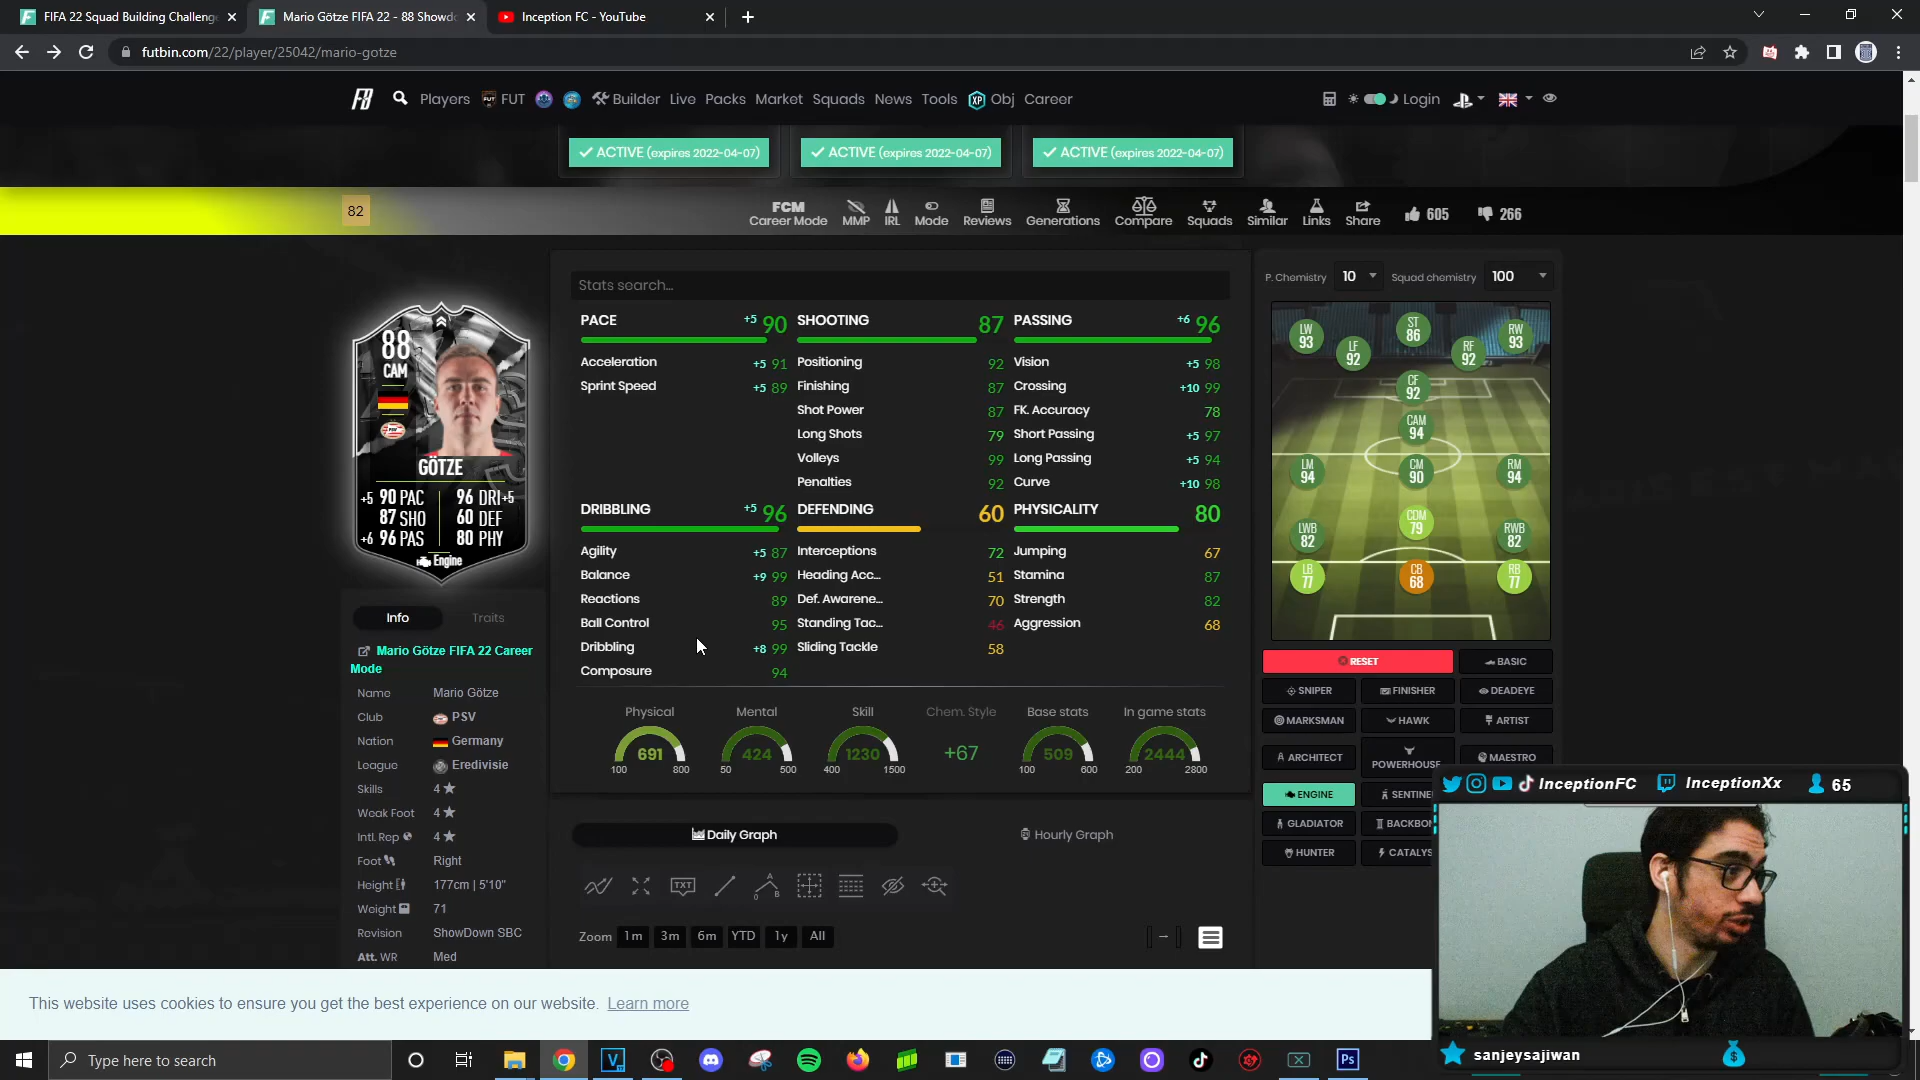 FIFA 22 Squad Building Challeng
Mario Götze FIFA 22 - 88 Showdo
Inception FC - YouTube
futbin.com/22/player/25042/mario-gotze
Players FUT Builder Live Packs Market Squads News Tools XP Obj Career
Login
ACTIVE (expires 2022-04-07) ACTIVE (expires 2022-04-07) ACTIVE (expires 2022-04-07)
82
FCM
Career Mode MMP IRL Mode Reviews Generations Compare Squads Similar Links Share 605 266
Stats search...
P. Chemistry 10 Squad chemistry 100
PACE +5 90 SHOOTING 87 PASSING +6 96
Acceleration +5 91 Positioning 92 Vision +5 98
Sprint Speed +5 89 Finishing 87 Crossing +10 99
Shot Power 87 FK. Accuracy 78
Long Shots 79 Short Passing +5 97
Volleys 99 Long Passing +5 94
Penalties 92 Curve +10 98
DRIBBLING +5 96 DEFENDING 60 PHYSICALITY 80
Agility +5 87 Interceptions 72 Jumping 67
Balance +9 99 Heading Acc... 51 Stamina 87
Reactions 89 Def. Awarene... 70 Strength 82
Ball Control 95 Standing Tac... 46 Aggression 68
Dribbling +8 99 Sliding Tackle 58
Composure 94
88
CAM
PSV
GÖTZE
+5 90 PAC 96 DRI +5
87 SHO 60 DEF
+6 96 PAS 80 PHY
Engine
Info Traits
Mario Götze FIFA 22 Career
Mode
Name Mario Götze
Club PSV
Nation Germany
League Eredivisie
Skills 4
Weak Foot 4
Intl. Rep 4
Foot Right
Height 177cm | 5'10"
Weight 71
Revision ShowDown SBC
Att. WR Med
Physical Mental Skill Chem. Style Base stats In game stats
691 424 1230 +67 509 2444
100 800 50 500 400 1500 100 600 200 2800
Daily Graph Hourly Graph
TXT
Zoom 1m 3m 6m YTD 1y All
LW 93
LF 92
ST 86
RF 92
RW 93
CF 92
CAM 94
LM 94
CM 90
RM 94
LWB 82
CDM 79
RWB 82
LB 77
CB 68
RB 77
RESET BASIC
SNIPER FINISHER DEADEYE
MARKSMAN HAWK ARTIST
ARCHITECT POWERHOUSE MAESTRO
ENGINE SENTINE
GLADIATOR BACKBON
HUNTER CATALYS
InceptionFC InceptionXx 65
This website uses cookies to ensure you get the best experience on our website. Learn more
sanjeysajiwan
Type here to search
Ps